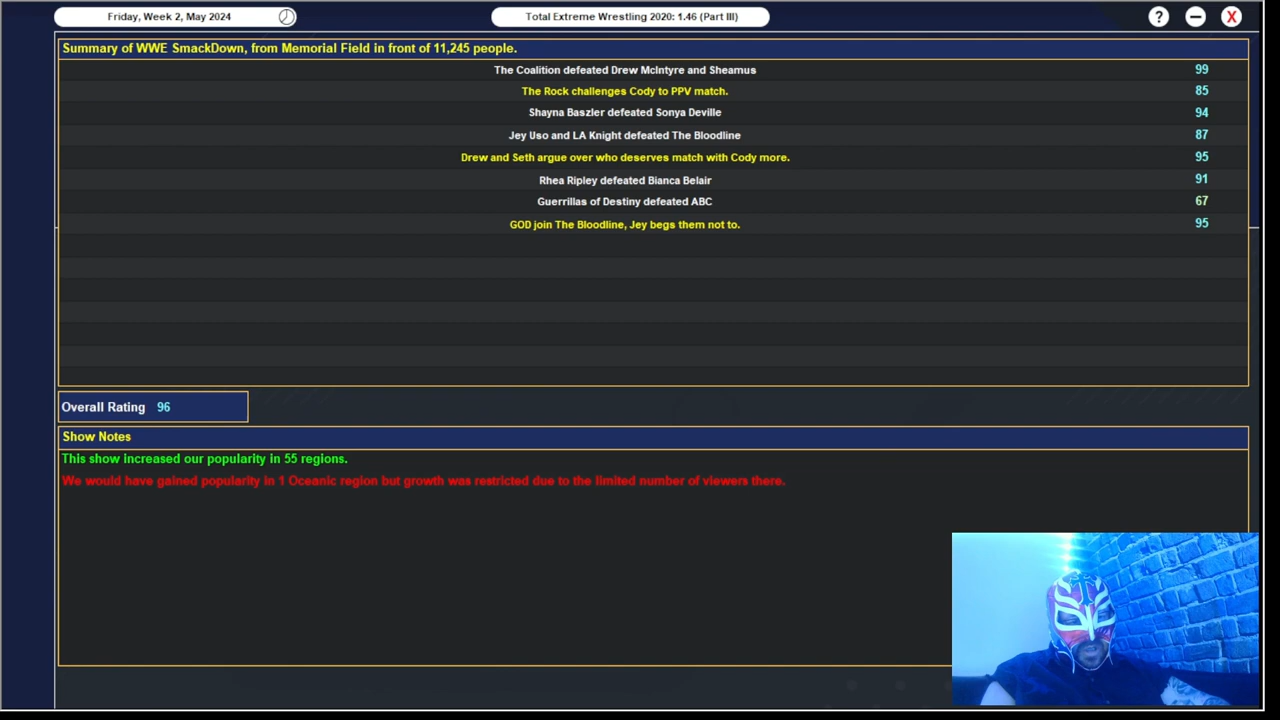 Friday, Week 2, May 2024
Total Extreme Wrestling 2020: 1.46 (Part III)
?
X
Summary of WWE SmackDown, from Memorial Field in front of 11,245 people.
The Coalition defeated Drew McIntyre and Sheamus 99
The Rock challenges Cody to PPV match. 85
Shayna Baszler defeated Sonya Deville 94
Jey Uso and LA Knight defeated The Bloodline 87
Drew and Seth argue over who deserves match with Cody more. 95
Rhea Ripley defeated Bianca Belair 91
Guerrillas of Destiny defeated ABC 67
GOD join The Bloodline, Jey begs them not to. 95
Overall Rating 96
Show Notes
This show increased our popularity in 55 regions.
We would have gained popularity in 1 Oceanic region but growth was restricted due to the limited number of viewers there.